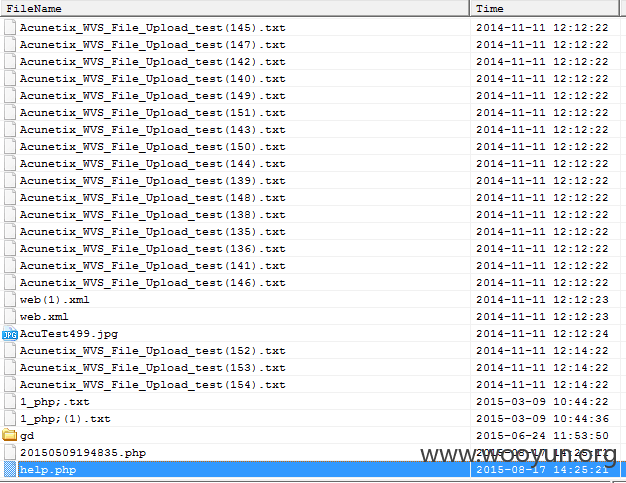 FileName Time
Acunetix_WVS_File_Upload_test(145).txt 2014-11-11 12:12:22
Acunetix_WVS_File_Upload_test(147).txt 2014-11-11 12:12:22
Acunetix_WVS_File_Upload_test(142).txt 2014-11-11 12:12:22
Acunetix_WVS_File_Upload_test(140).txt 2014-11-11 12:12:22
Acunetix_WVS_File_Upload_test(149).txt 2014-11-11 12:12:22
Acunetix_WVS_File_Upload_test(151).txt 2014-11-11 12:12:22
Acunetix_WVS_File_Upload_test(143).txt 2014-11-11 12:12:22
Acunetix_WVS_File_Upload_test(150).txt 2014-11-11 12:12:22
Acunetix_WVS_File_Upload_test(144).txt 2014-11-11 12:12:22
Acunetix_WVS_File_Upload_test(139).txt 2014-11-11 12:12:22
Acunetix_WVS_File_Upload_test(148).txt 2014-11-11 12:12:22
Acunetix_WVS_File_Upload_test(138).txt 2014-11-11 12:12:22
Acunetix_WVS_File_Upload_test(135).txt 2014-11-11 12:12:22
Acunetix_WVS_File_Upload_test(136).txt 2014-11-11 12:12:22
Acunetix_WVS_File_Upload_test(141).txt 2014-11-11 12:12:22
Acunetix_WVS_File_Upload_test(146).txt 2014-11-11 12:12:22
web(1).xml 2014-11-11 12:12:23
web.xml 2014-11-11 12:12:23
JPG AcuTest499.jpg 2014-11-11 12:12:24
Acunetix_WVS_File_Upload_test(152).txt 2014-11-11 12:14:22
Acunetix_WVS_File_Upload_test(153).txt 2014-11-11 12:14:22
Acunetix_WVS_File_Upload_test(154).txt 2014-11-11 12:14:22
1_php;.txt 2015-03-09 10:44:22
1_php;(1).txt 2015-03-09 10:44:36
gd 2015-06-24 11:53:50
20150509194835.php 2015-08-17 14:25:11
www.wooyun.org
help.php 2015-08-17 14:25:21